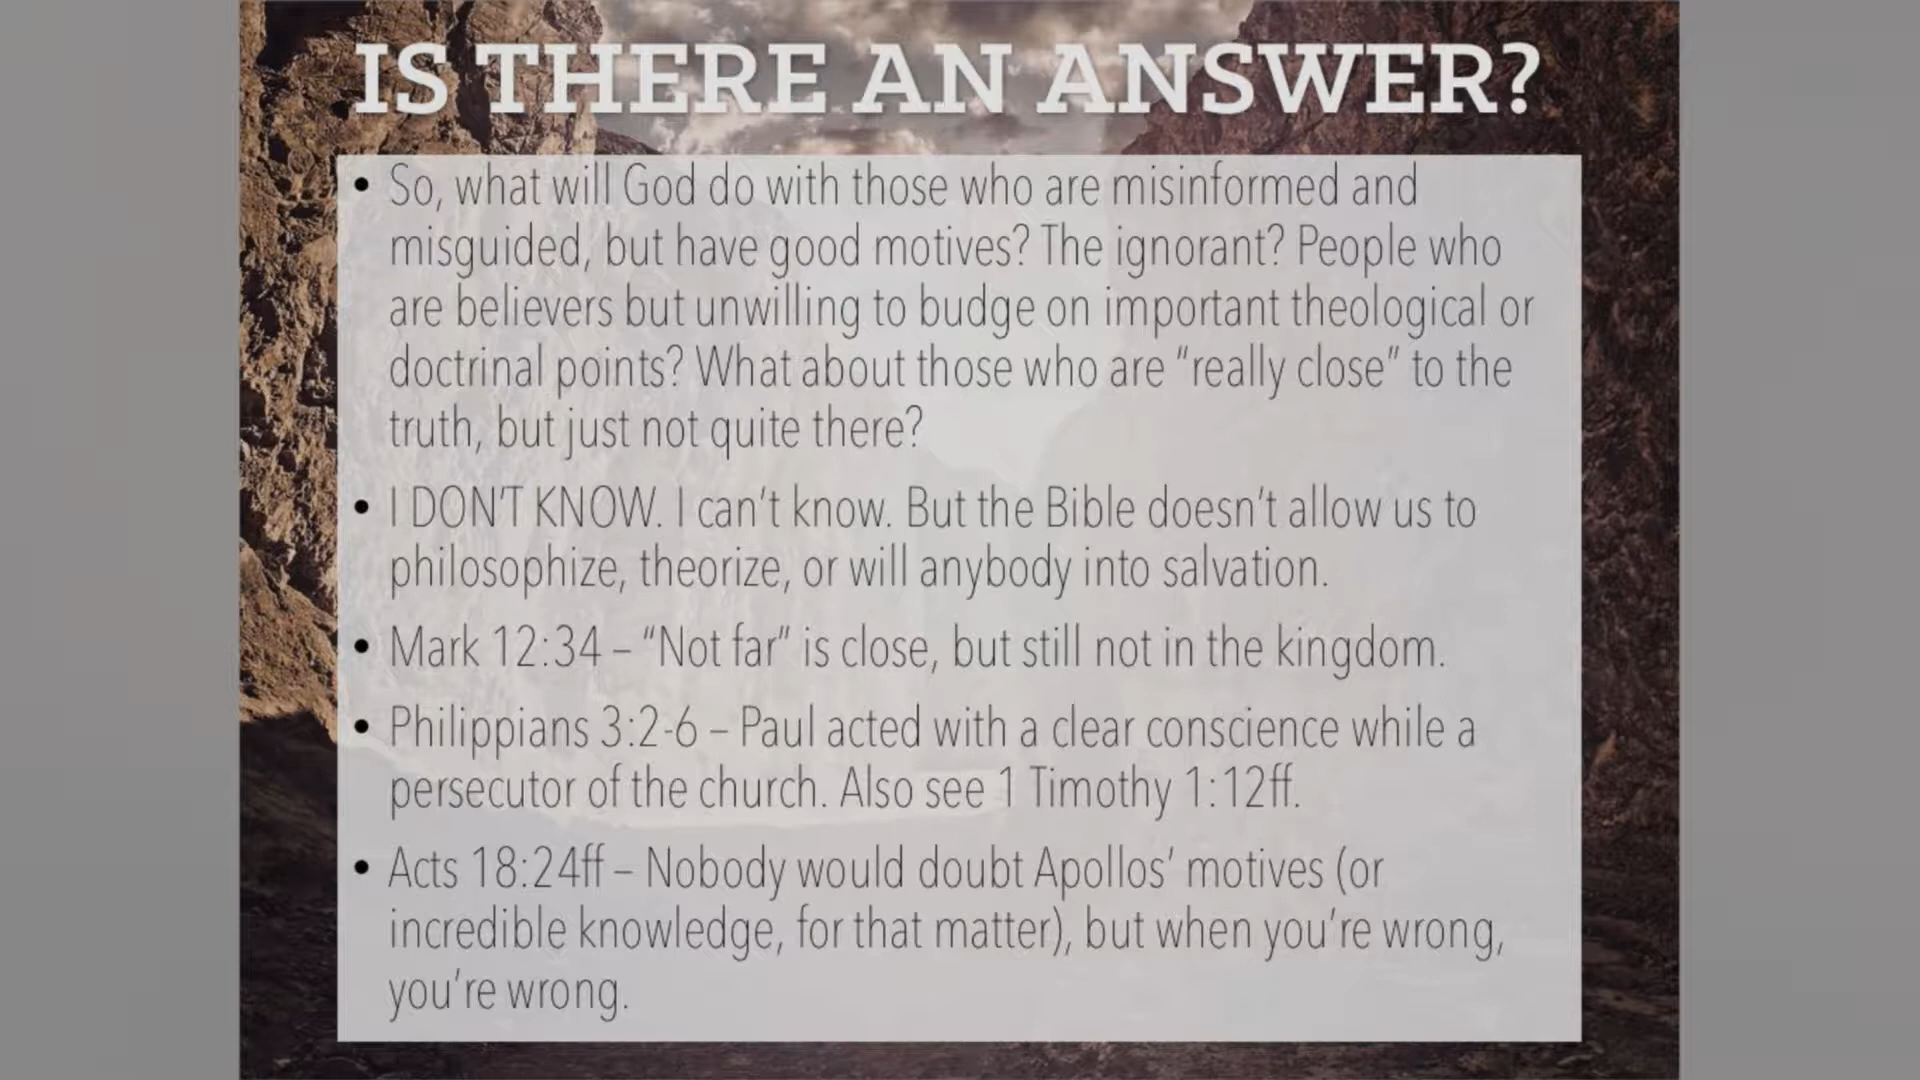 IS THERE AN ANSWER?
• So, what will God do with those who are misinformed and
misguided, but have good motives? The ignorant? People who
are believers but unwilling to budge on important theological or
doctrinal points? What about those who are “really close” to the
truth, but just not quite there?
• I DON’T KNOW. I can’t know. But the Bible doesn’t allow us to
philosophize, theorize, or will anybody into salvation.
• Mark 12:34 – “Not far” is close, but still not in the kingdom.
• Philippians 3:2-6 – Paul acted with a clear conscience while a
persecutor of the church. Also see 1 Timothy 1:12ff.
• Acts 18:24ff – Nobody would doubt Apollos’ motives (or
incredible knowledge, for that matter), but when you’re wrong,
you’re wrong.